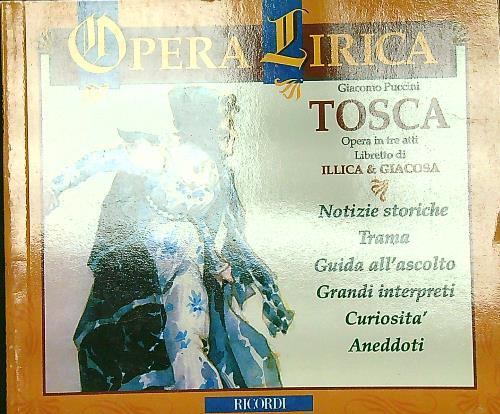 OPERA LIRICA
Giacomo Puccini
TOSCA
Opera in tre atti
Libretto di
ILLICA & GIACOSA
Notizie storiche
Trama
Guida all'ascolto
Grandi interpreti
Curiosita'
Aneddoti
RICORDI